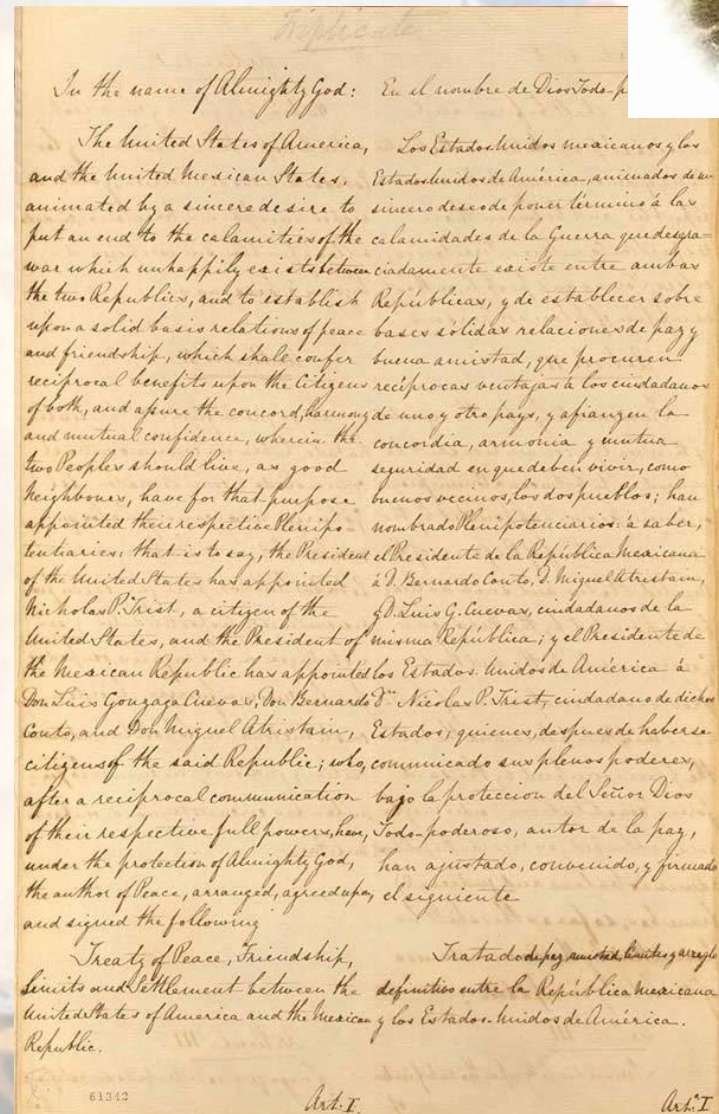 Triplicate
In the name of Almighty God:
The United States of America,
and the United Mexican States,
animated by a sincere desire to
put an end to the calamities of the
war which unhappily exists between
the two Republics, and to establish
upon a solid basis relations of peace
and friendship, which shall confer
reciprocal benefits upon the Citizens
of both, and assure the concord, harmony
and mutual confidence, wherein the
two Peoples should live, as good
Neighbours, have for that purpose
appointed their respective Plenipo-
tentiaries: that is to say, the President
of the United States has appointed
Nicholas P. Trist, a citizen of the
United States, and the President of
the Mexican Republic has appointed
Don Luis Gonzaga Cuevas, Don Bernardo
Couto, and Don Miguel Atristain,
citizens of the said Republic; who,
after a reciprocal communication
of their respective full powers, have,
under the protection of Almighty God,
the author of Peace, arranged, agreed upon,
and signed the following
Treaty of Peace, Friendship,
Limits and Settlement between the
United States of America and the Mexican
Republic.
61342
Art. I
En el nombre de Dios Todo-p
Los Estados Unidos mexicanos y los
Estados Unidos de América, animados de un
sincero deseo de poner término á las
calamidades de la Guerra que desgra=
ciadamente existe entre ambas
Repúblicas, y de establecer sobre
bases sólidas relaciones de paz y
buena amistad, que procuren
recíprocas ventajas á los ciudadanos
de uno y otro pays, y afianzen la
concordia, armonia y mutua
seguridad en que deben vivir, como
buenos vecinos, los dos pueblos; han
nombrado Plenipotenciarios: á saber,
el Presidente de la República Mexicana
á D. Bernardo Couto, D. Miguel Atristain,
y D. Luis G. Cuevas, ciudadanos de la
misma República; y el Presidente de
los Estados-Unidos de América á
Dn Nicolas P. Trist, ciudadano de dichos
Estados; quienes, despues de haberse
comunicado sus plenos poderes,
bajo la proteccion del Señor Dios
Todo-poderoso, autor de la paz,
han ajustado, convenido, y firmado
el siguiente
Tratado de paz, amistad, límites y arreglo
definitivo entre la República Mexicana
y los Estados-Unidos de América.
Art. I